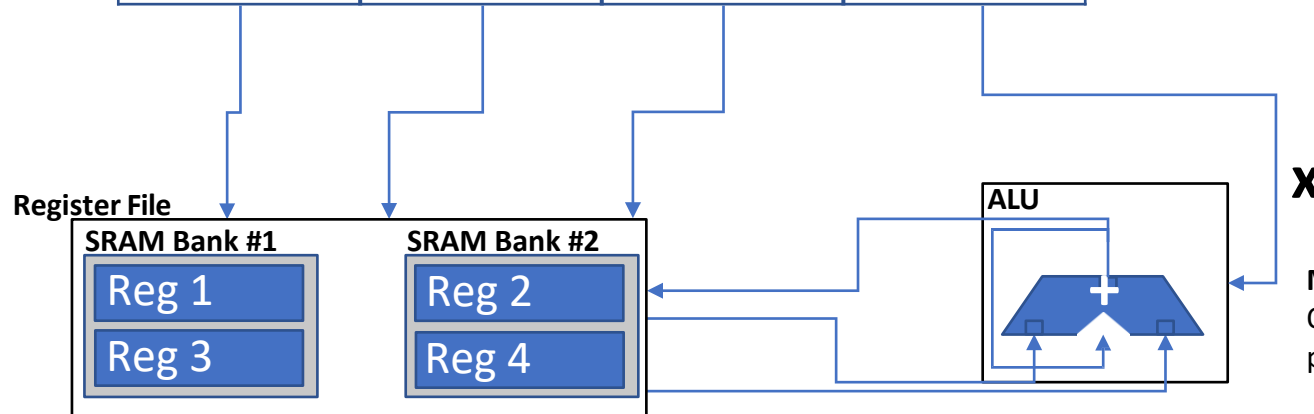 Register File
ALU
SRAM Bank #1
SRAM Bank #2
Reg 1
Reg 2
Reg 3
Reg 4
+